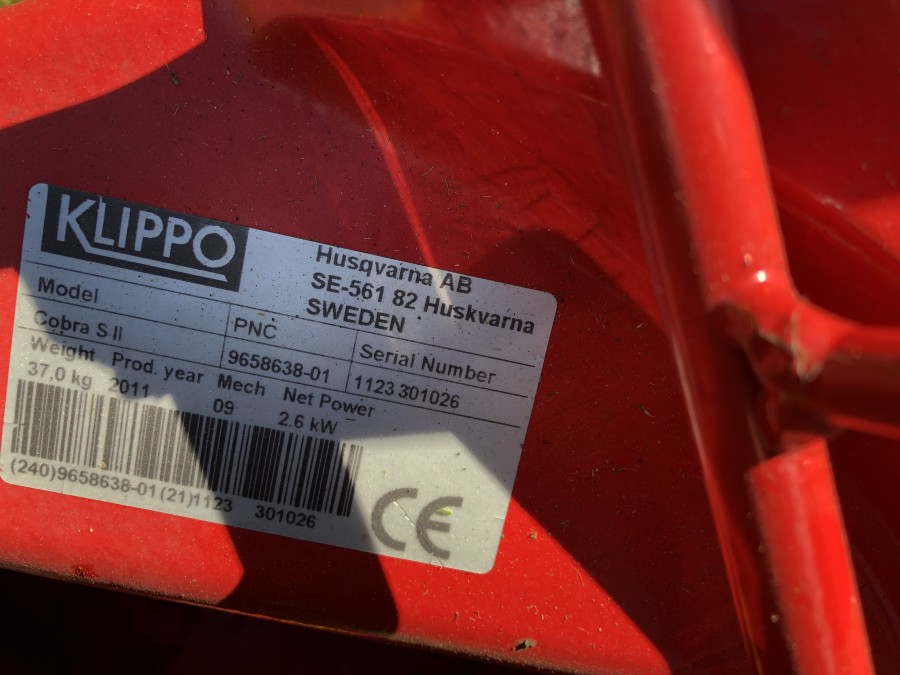 KLIPPO
Husqvarna AB
SE-561 82 Huskvarna
SWEDEN
Model
PNC
Serial Number
Cobra S II
9658638-01
1123 301026
Weight Prod. year Mech Net Power
37,0 kg 2011 09 2.6 kW
(240)9658638-01(21)1123 301026
CE